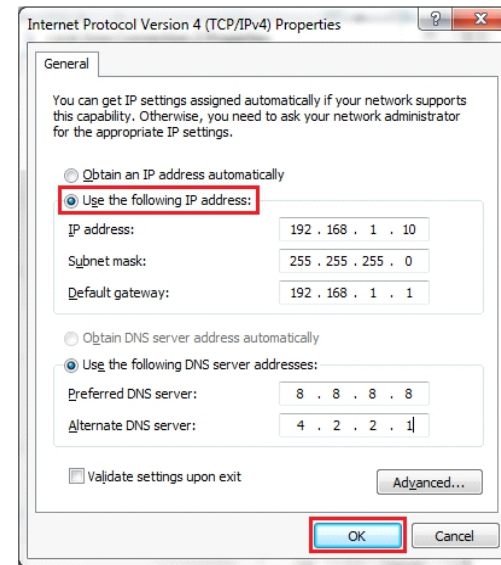 Internet Protocol Version 4 (TCP/IPv4) Properties
General
You can get IP settings assigned automatically if your network supports
this capability. Otherwise, you need to ask your network administrator
for the appropriate IP settings.
Obtain an IP address automatically
Use the following IP address:
IP address: 192 . 168 . 1 . 10
Subnet mask: 255 . 255 . 255 . 0
Default gateway: 192 . 168 . 1 . 1
Obtain DNS server address automatically
Use the following DNS server addresses:
Preferred DNS server: 8 . 8 . 8 . 8
Alternate DNS server: 4 . 2 . 2 . 1
Validate settings upon exit
Advanced...
OK Cancel